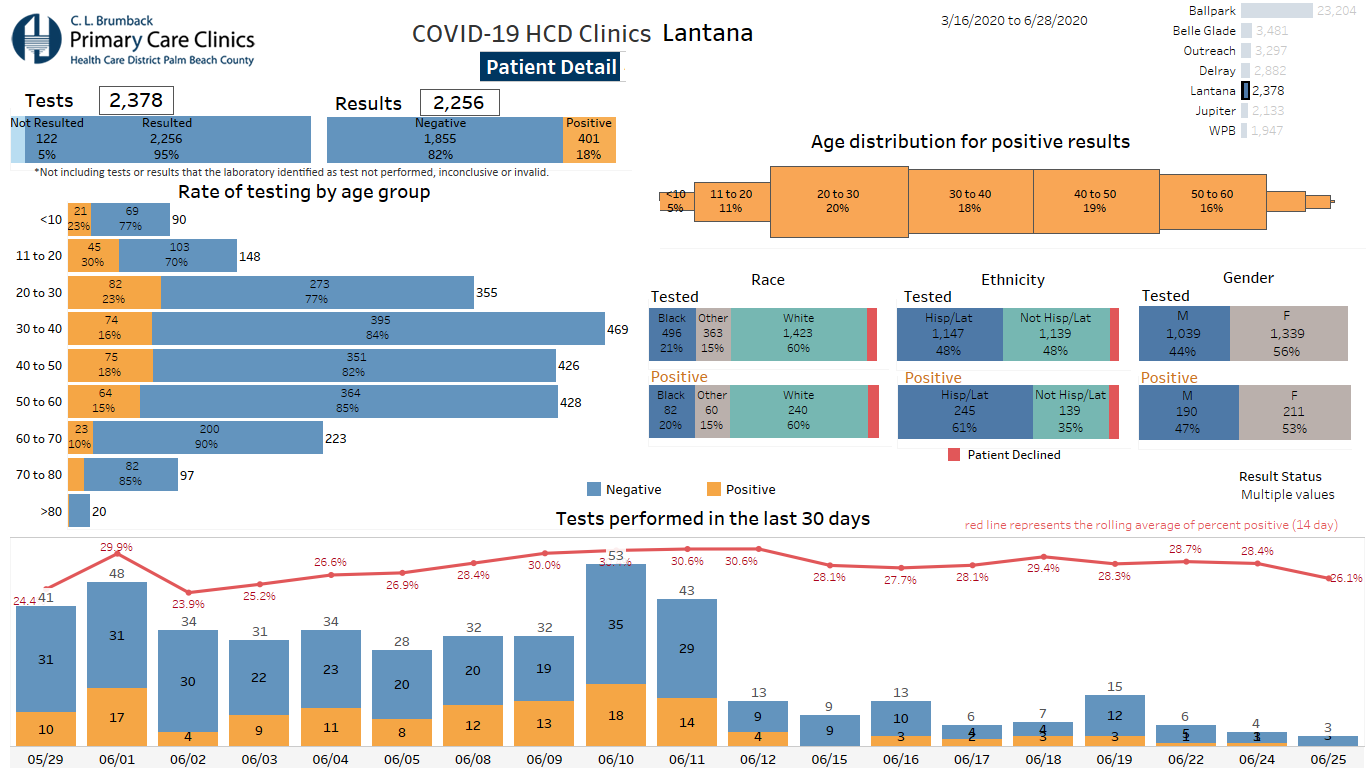 C. L. Brumback
Primary Care Clinics
Health Care District Palm Beach County
COVID-19 HCD Clinics Lantana
Patient Detail
3/16/2020 to 6/28/2020
Ballpark 23,204
Belle Glade 3,481
Outreach 3,297
Delray 2,882
Lantana 2,378
Jupiter 2,133
WPB 1,947
Tests 2,378
Not Resulted Resulted
122 2,256
5% 95%
Results 2,256
Negative Positive
1,855 401
82% 18%
*Not including tests or results that the laboratory identified as test not performed, inconclusive or invalid.
Age distribution for positive results
<10 11 to 20 20 to 30 30 to 40 40 to 50 50 to 60
5% 11% 20% 18% 19% 16%
Rate of testing by age group
<10 21 69 90
23% 77%
11 to 20 45 103 148
30% 70%
20 to 30 82 273 355
23% 77%
30 to 40 74 395 469
16% 84%
40 to 50 75 351 426
18% 82%
50 to 60 64 364 428
15% 85%
60 to 70 23 200 223
10% 90%
70 to 80 82 97
85%
>80 20
Race
Tested
Black Other White
496 363 1,423
21% 15% 60%
Positive
Black Other White
82 60 240
20% 15% 60%
Ethnicity
Tested
Hisp/Lat Not Hisp/Lat
1,147 1,139
48% 48%
Positive
Hisp/Lat Not Hisp/Lat
245 139
61% 35%
Patient Declined
Gender
Tested
M F
1,039 1,339
44% 56%
Positive
M F
190 211
47% 53%
Result Status
Multiple values
Negative Positive
Tests performed in the last 30 days
red line represents the rolling average of percent positive (14 day)
24.4 29.9% 23.9% 25.2% 26.6% 26.9% 28.4% 30.0% 30.6% 30.6% 28.1% 27.7% 28.1% 29.4% 28.3% 28.7% 28.4% 26.1%
41 48 34 31 34 28 32 32 53 43 13 9 13 6 7 15 6 4 3
31 31 30 22 23 20 20 19 35 29 9 9 10 4 4 12 5
10 17 4 9 11 8 12 13 18 14 4 3 2 3 3 1
05/29 06/01 06/02 06/03 06/04 06/05 06/08 06/09 06/10 06/11 06/12 06/15 06/16 06/17 06/18 06/19 06/22 06/24 06/25